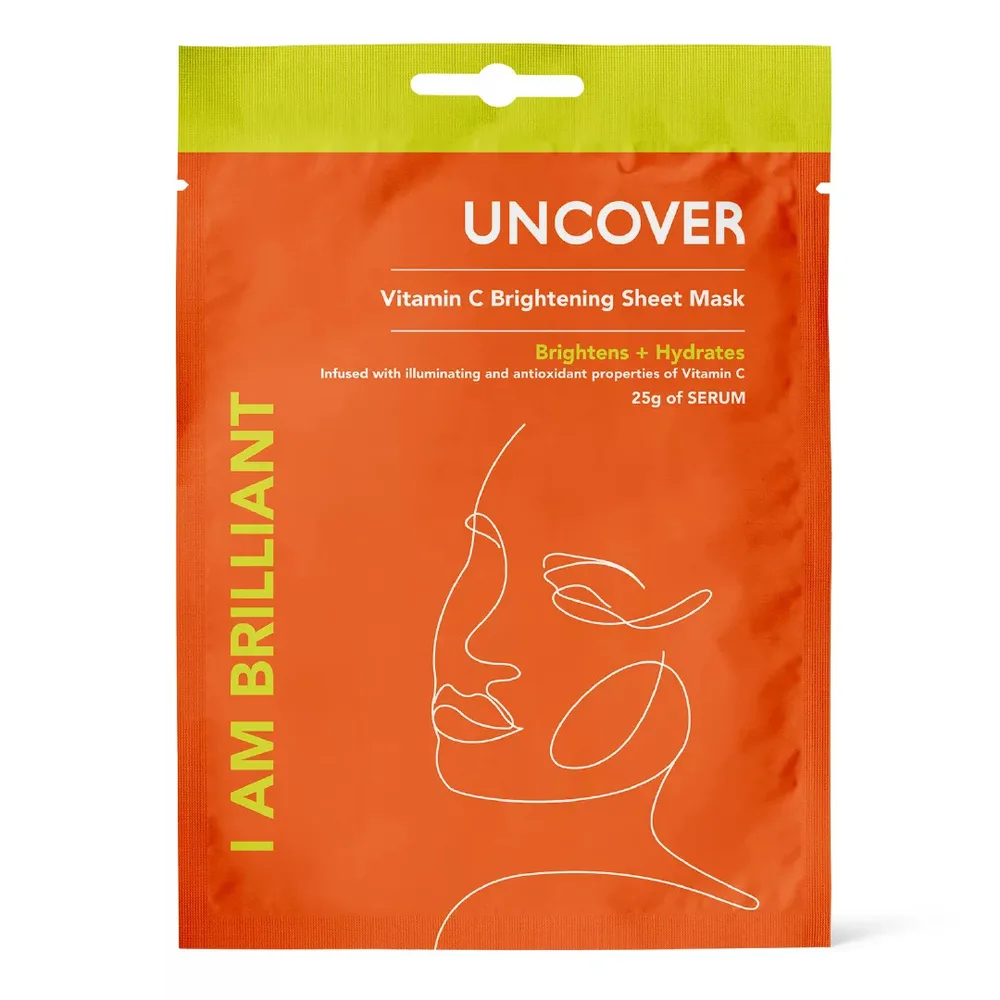 UNCOVER
Vitamin C Brightening Sheet Mask
Brightens + Hydrates
Infused with illuminating and antioxidant properties of Vitamin C
25g of SERUM
I AM BRILLIANT